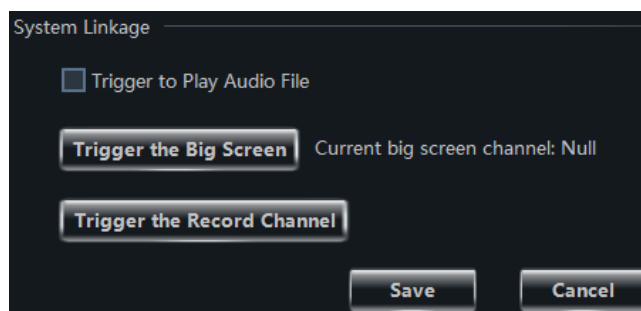 System Linkage
Trigger to Play Audio File
Trigger the Big Screen Current big screen channel: Null
Trigger the Record Channel
Save Cancel